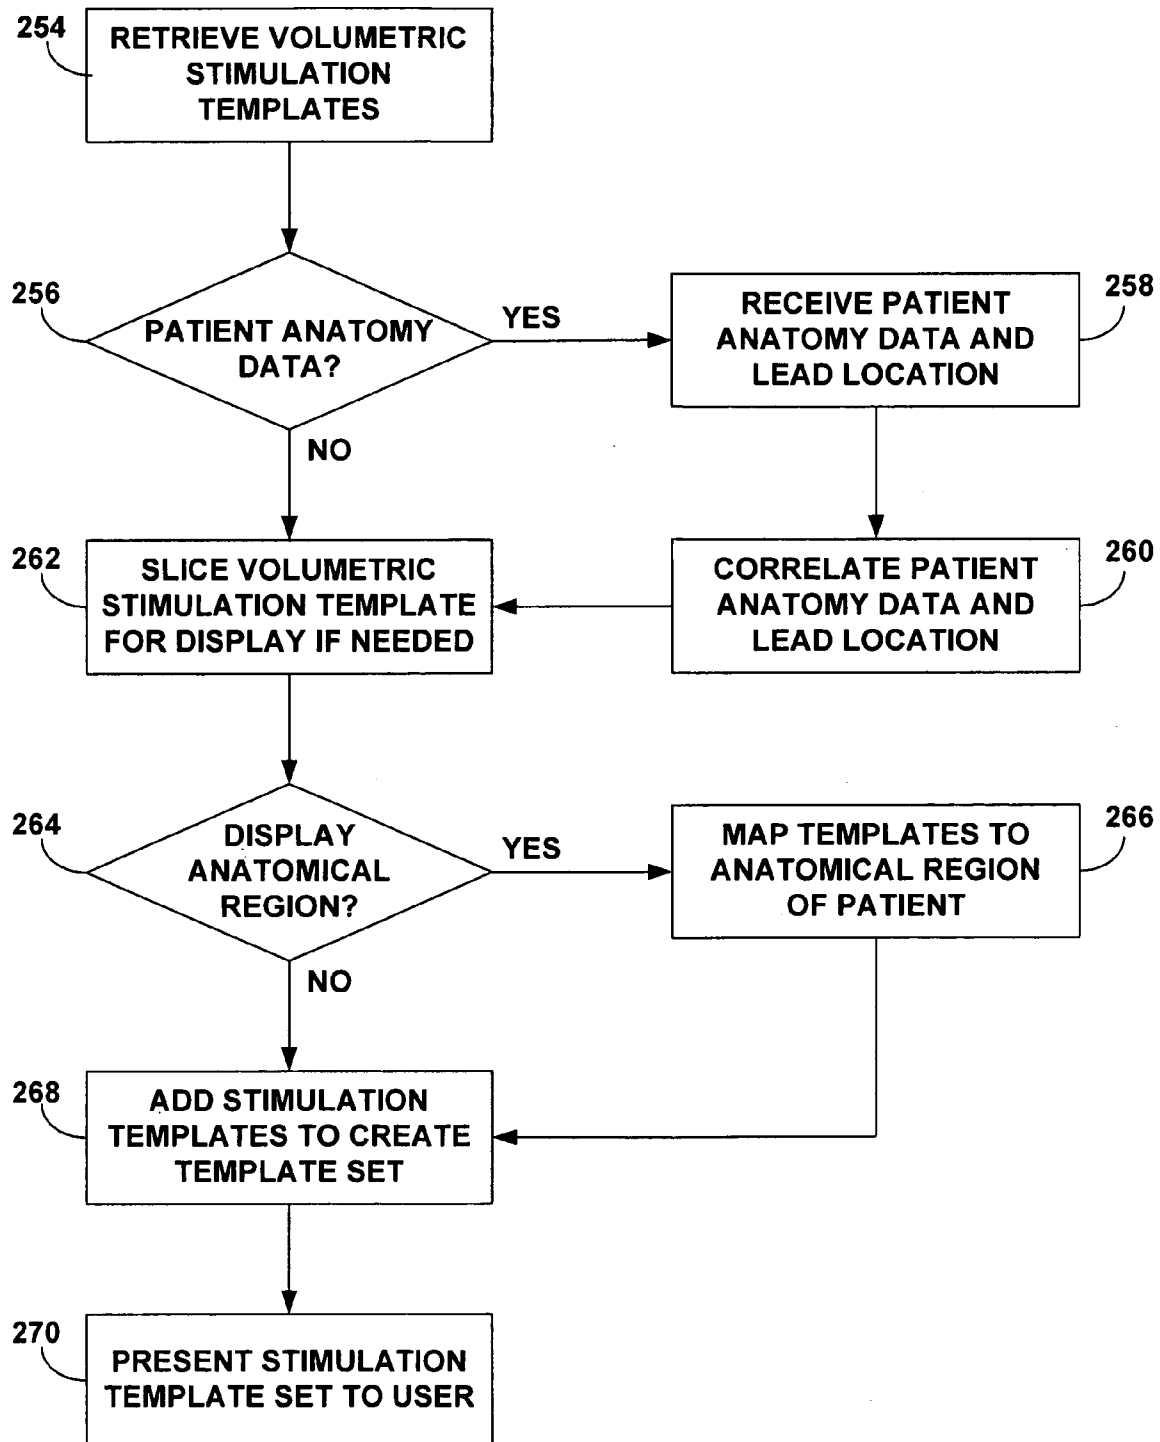 254
RETRIEVE VOLUMETRIC
STIMULATION
TEMPLATES
256
PATIENT ANATOMY
DATA?
YES
NO
258
RECEIVE PATIENT
ANATOMY DATA AND
LEAD LOCATION
260
CORRELATE PATIENT
ANATOMY DATA AND
LEAD LOCATION
262
SLICE VOLUMETRIC
STIMULATION TEMPLATE
FOR DISPLAY IF NEEDED
264
DISPLAY
ANATOMICAL
REGION?
YES
NO
266
MAP TEMPLATES TO
ANATOMICAL REGION
OF PATIENT
268
ADD STIMULATION
TEMPLATES TO CREATE
TEMPLATE SET
270
PRESENT STIMULATION
TEMPLATE SET TO USER